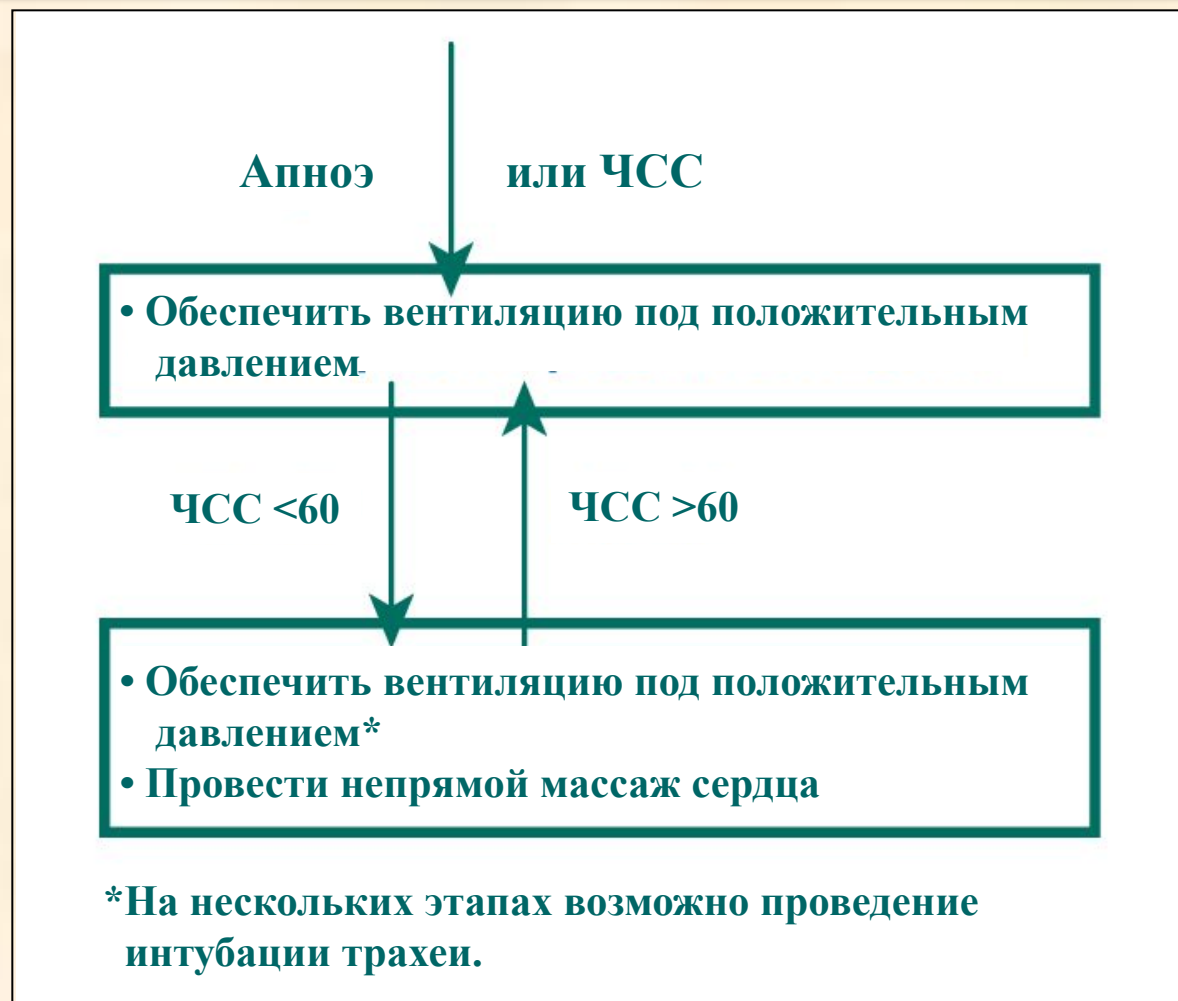 Апноэ или ЧСС
• Обеспечить вентиляцию под положительным
давлением
ЧСС <60 ЧСС >60
• Обеспечить вентиляцию под положительным
давлением*
• Провести непрямой массаж сердца
*На нескольких этапах возможно проведение
интубации трахеи.